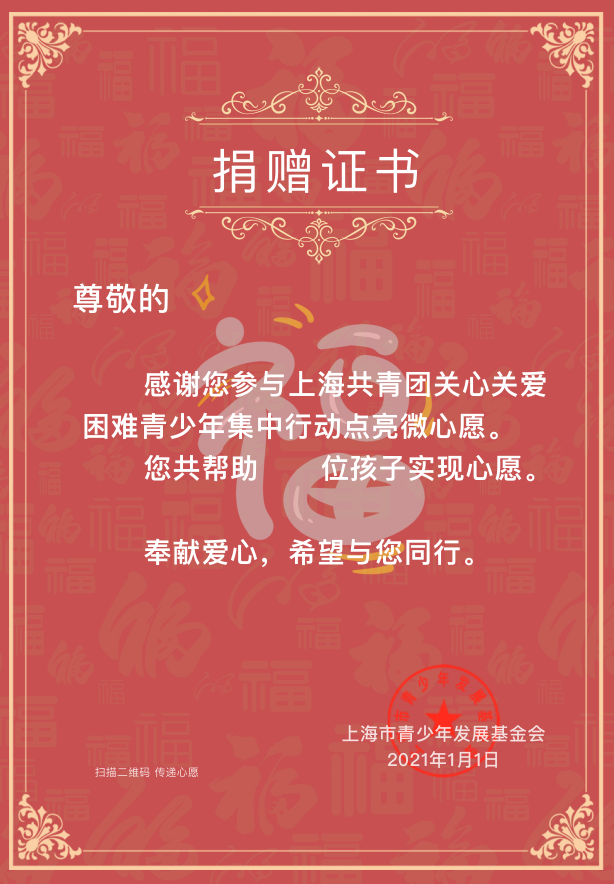 捐赠证书
尊敬的
感谢您参与上海共青团关心关爱
困难青少年集中行动点亮微心愿。
您共帮助 位孩子实现心愿。
奉献爱心，希望与您同行。
上海市青少年发展基金会
2021年1月1日
扫描二维码 传递心愿
福